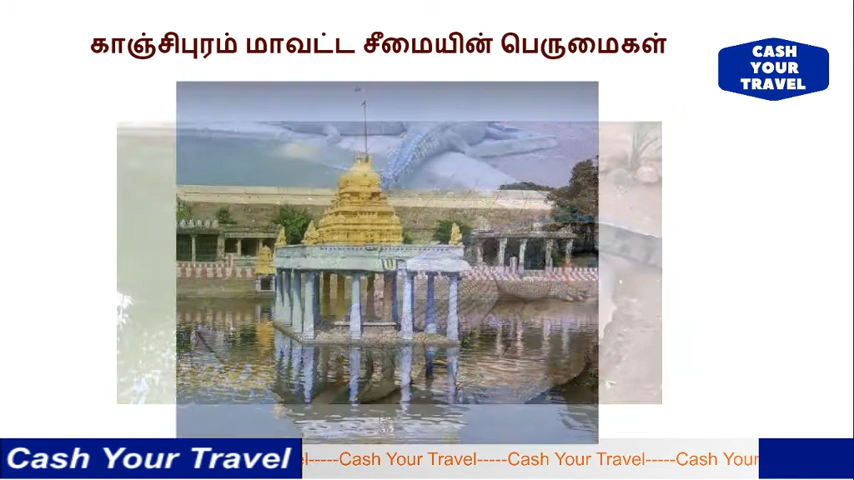 காஞ்சிபுரம் மாவட்ட சீமையின் பெருமைகள்
CASH
YOUR
TRAVEL
Cash Your Travel
l-----Cash Your Travel-----Cash Your Travel-----Cash Your